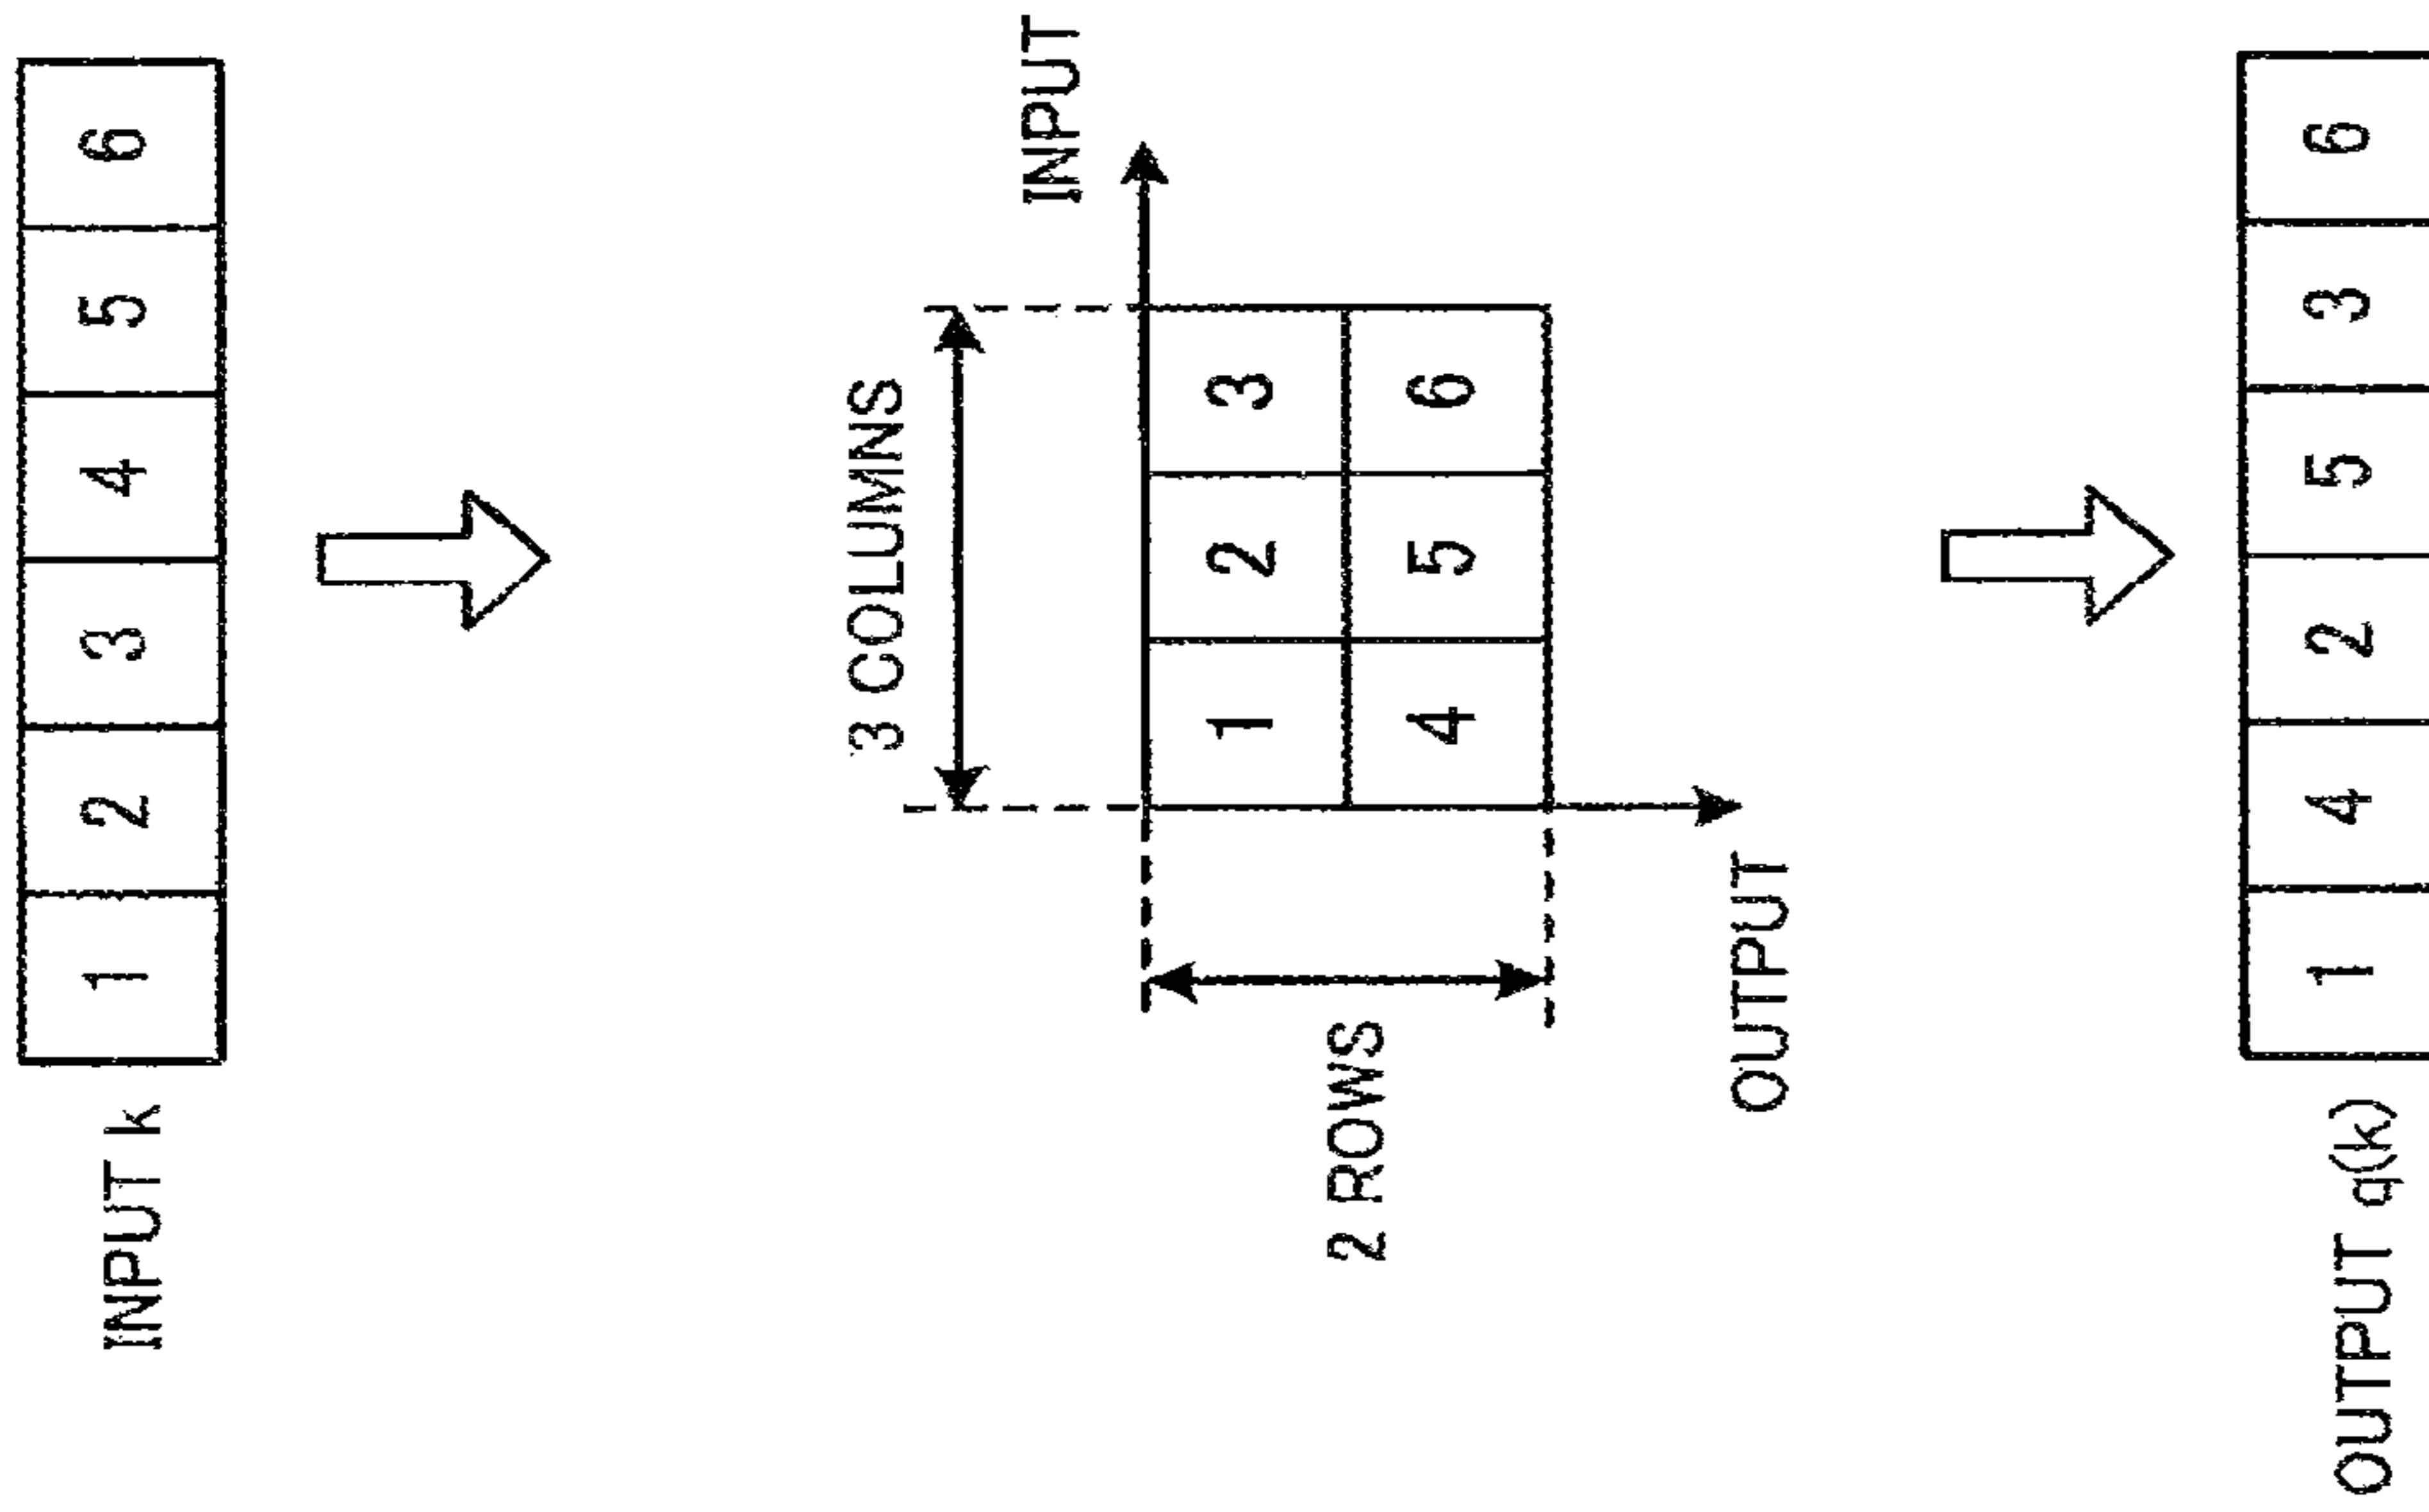 INPUT k
1 2 3 4 5 6
3 COLUMNS
INPUT
2 ROWS
1 2 3
4 5 6
OUTPUT
OUTPUT q(k)
1 4 2 5 3 6